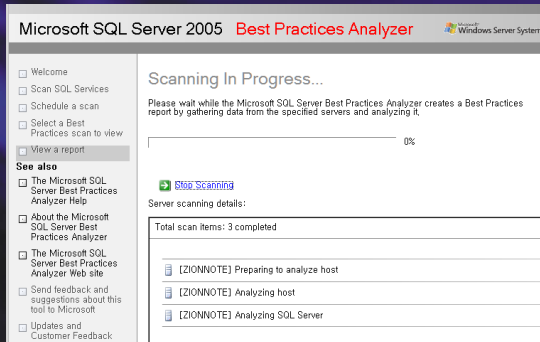 Microsoft SQL Server 2005 Best Practices Analyzer
Microsoft
Windows Server System
Welcome
Scan SQL Services
Schedule a scan
Select a Best
Practices scan to view
View a report
See also
The Microsoft SQL
Server Best Practices
Analyzer Help
About the Microsoft
SQL Server Best
Practices Analyzer
The Microsoft SQL
Server Best Practices
Analyzer Web site
Send feedback and
suggestions about this
tool to Microsoft
Updates and
Customer Feedback
Scanning In Progress...
Please wait while the Microsoft SQL Server Best Practices Analyzer creates a Best Practices
report by gathering data from the specified servers and analyzing it,
0%
Stop Scanning
Server scanning details:
Total scan items: 3 completed
[ZIONNOTE] Preparing to analyze host
[ZIONNOTE] Analyzing host
[ZIONNOTE] Analyzing SQL Server